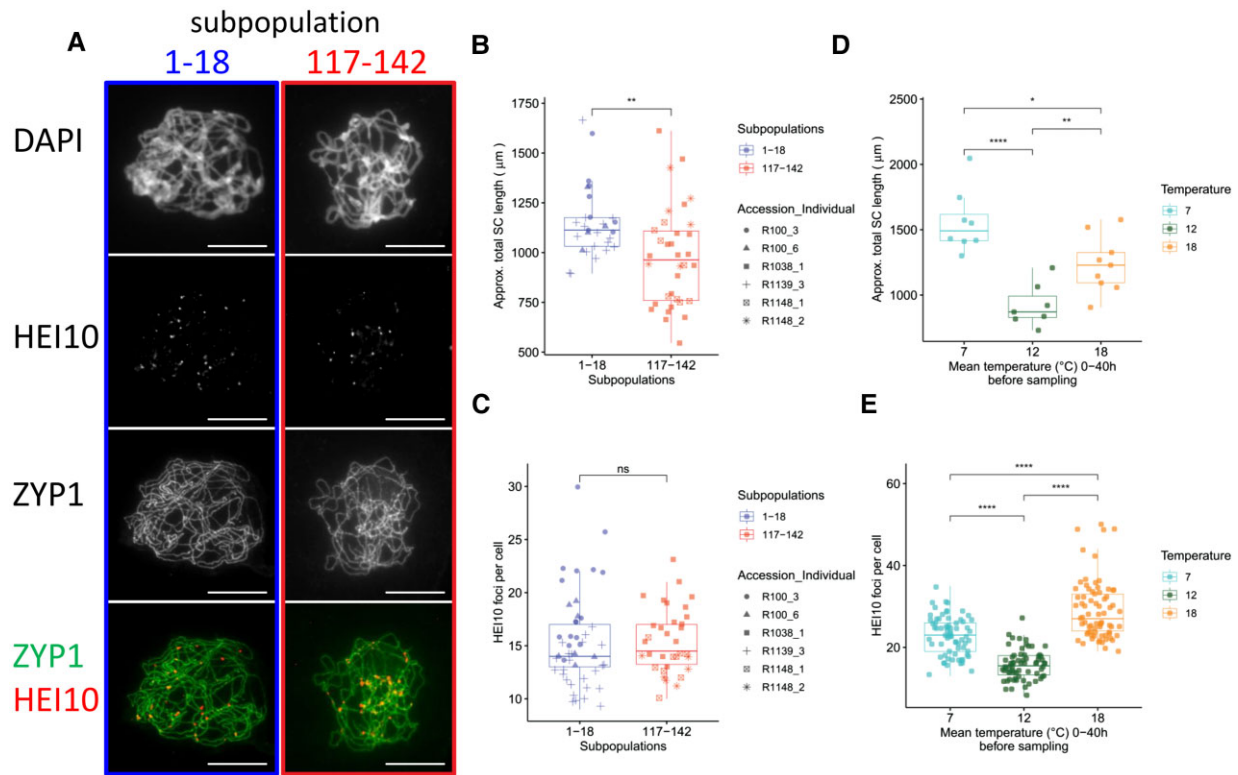 subpopulation
A
1-18
117-142
DAPI
HEI10
ZYP1
ZYP1
HEI10
B
1750
1500
1250
1000
750
500
Approx. total SC length ( μm )
**
1−18
117−142
Subpopulations
Subpopulations
1−18
117−142
Accession_Individual
R100_3
R100_6
R1038_1
R1139_3
R1148_1
R1148_2
C
30
25
20
15
10
HEI10 foci per cell
ns
1−18
117−142
Subpopulations
Subpopulations
1−18
117−142
Accession_Individual
R100_3
R100_6
R1038_1
R1139_3
R1148_1
R1148_2
D
2500
2000
1500
1000
Approx. total SC length ( μm )
*
**
****
7
12
18
Mean temperature (°C) 0−40h
before sampling
Temperature
7
12
18
E
60
40
20
0
HEI10 foci per cell
****
****
****
7
12
18
Mean temperature (°C) 0−40h
before sampling
Temperature
7
12
18